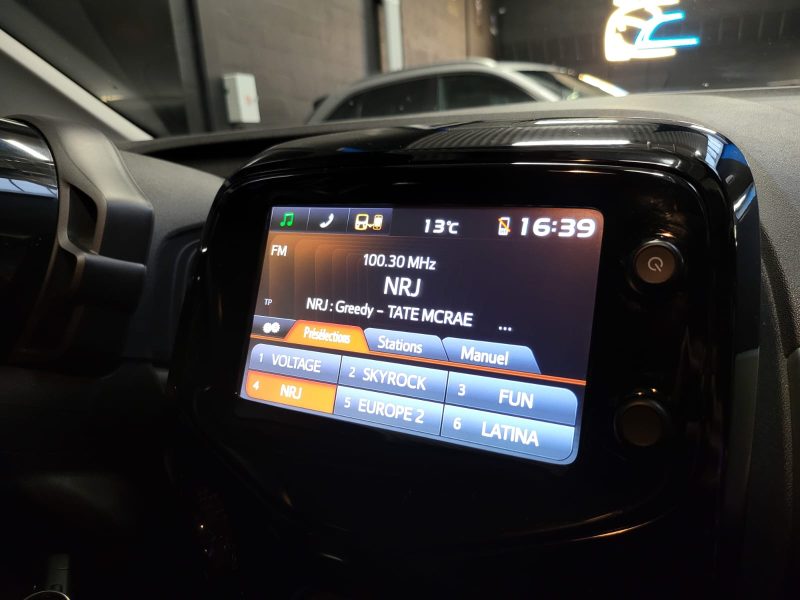 13°C 16:39
FM
100.30 MHz
NRJ
TP NRJ : Greedy - TATE MCRAE ...
Présélections Stations Manuel
1 VOLTAGE 2 SKYROCK 3 FUN
4 NRJ 5 EUROPE 2 6 LATINA